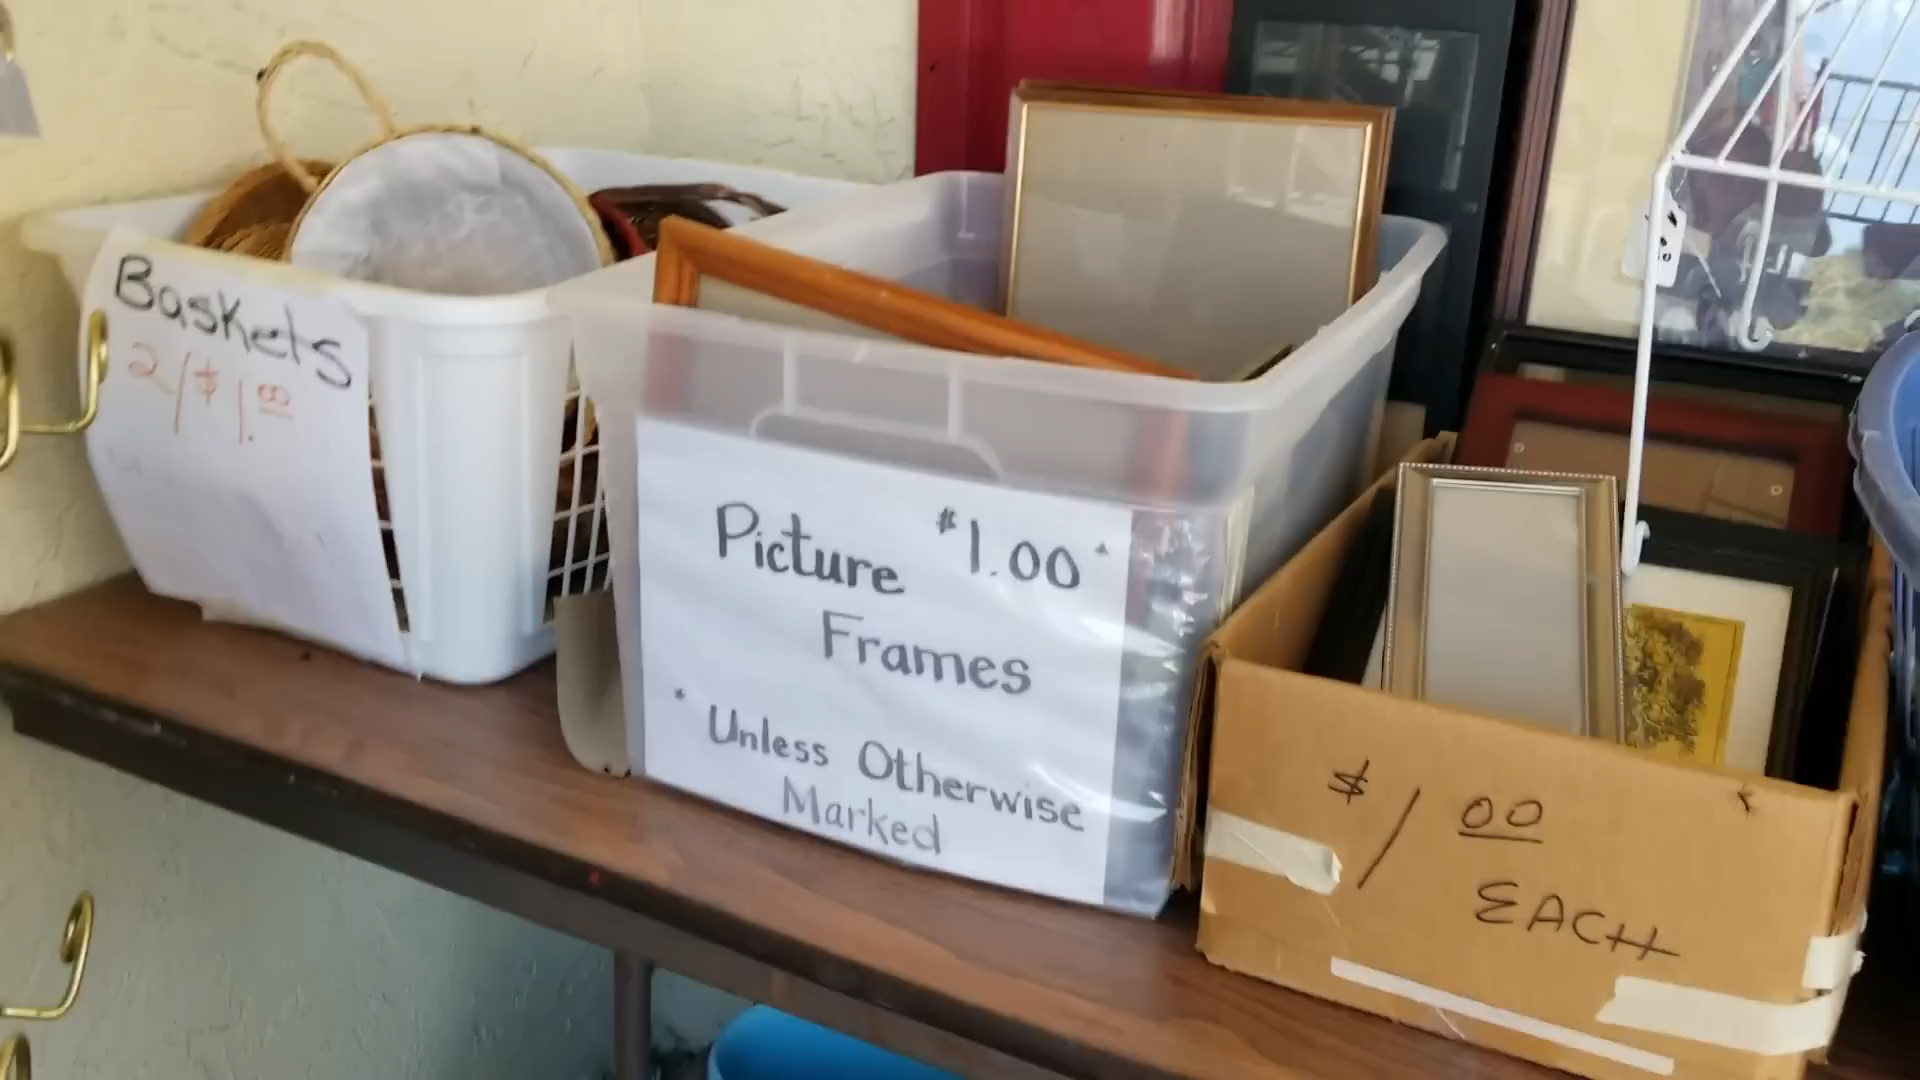 Baskets
2/$1.00
Picture $1.00*
Frames
* Unless Otherwise
Marked
$1.00
EACH